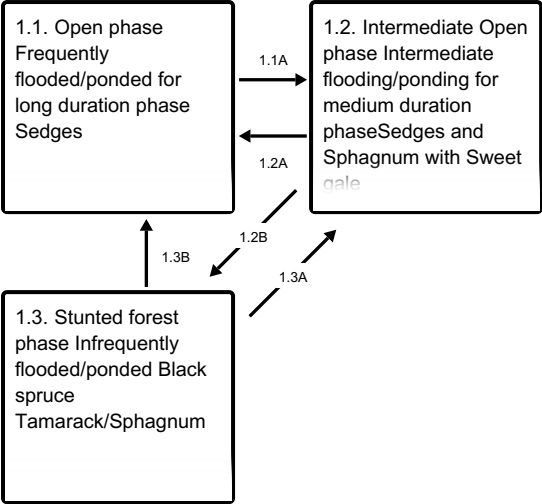 1.1. Open phase
Frequently
flooded/ponded for
long duration phase
Sedges
1.1A
1.2. Intermediate Open
phase Intermediate
flooding/ponding for
medium duration
phaseSedges and
Sphagnum with Sweet
gale
1.2A
1.2B
1.3B
1.3A
1.3. Stunted forest
phase Infrequently
flooded/ponded Black
spruce
Tamarack/Sphagnum